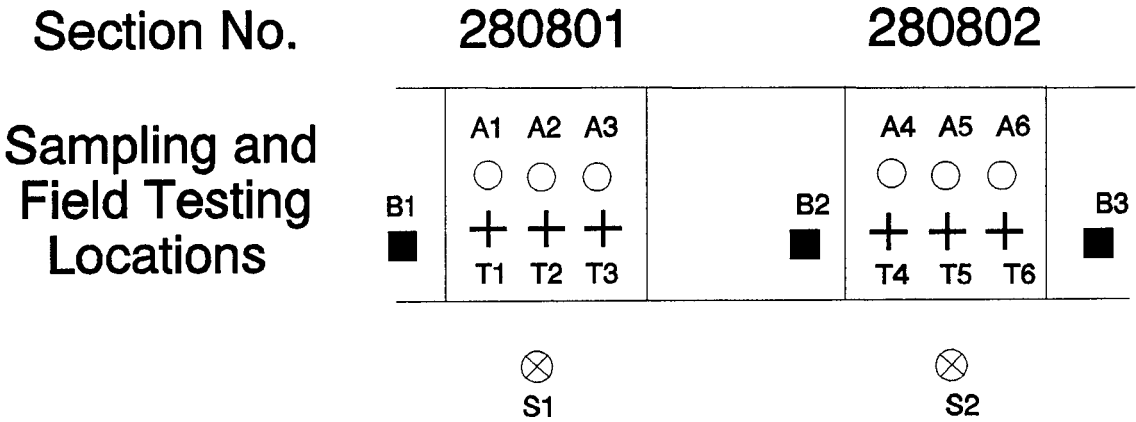 Section No. 280801 280802
Sampling and
Field Testing
Locations
A1 A2 A3 A4 A5 A6
B1 B2 B3
T1 T2 T3 T4 T5 T6
S1 S2